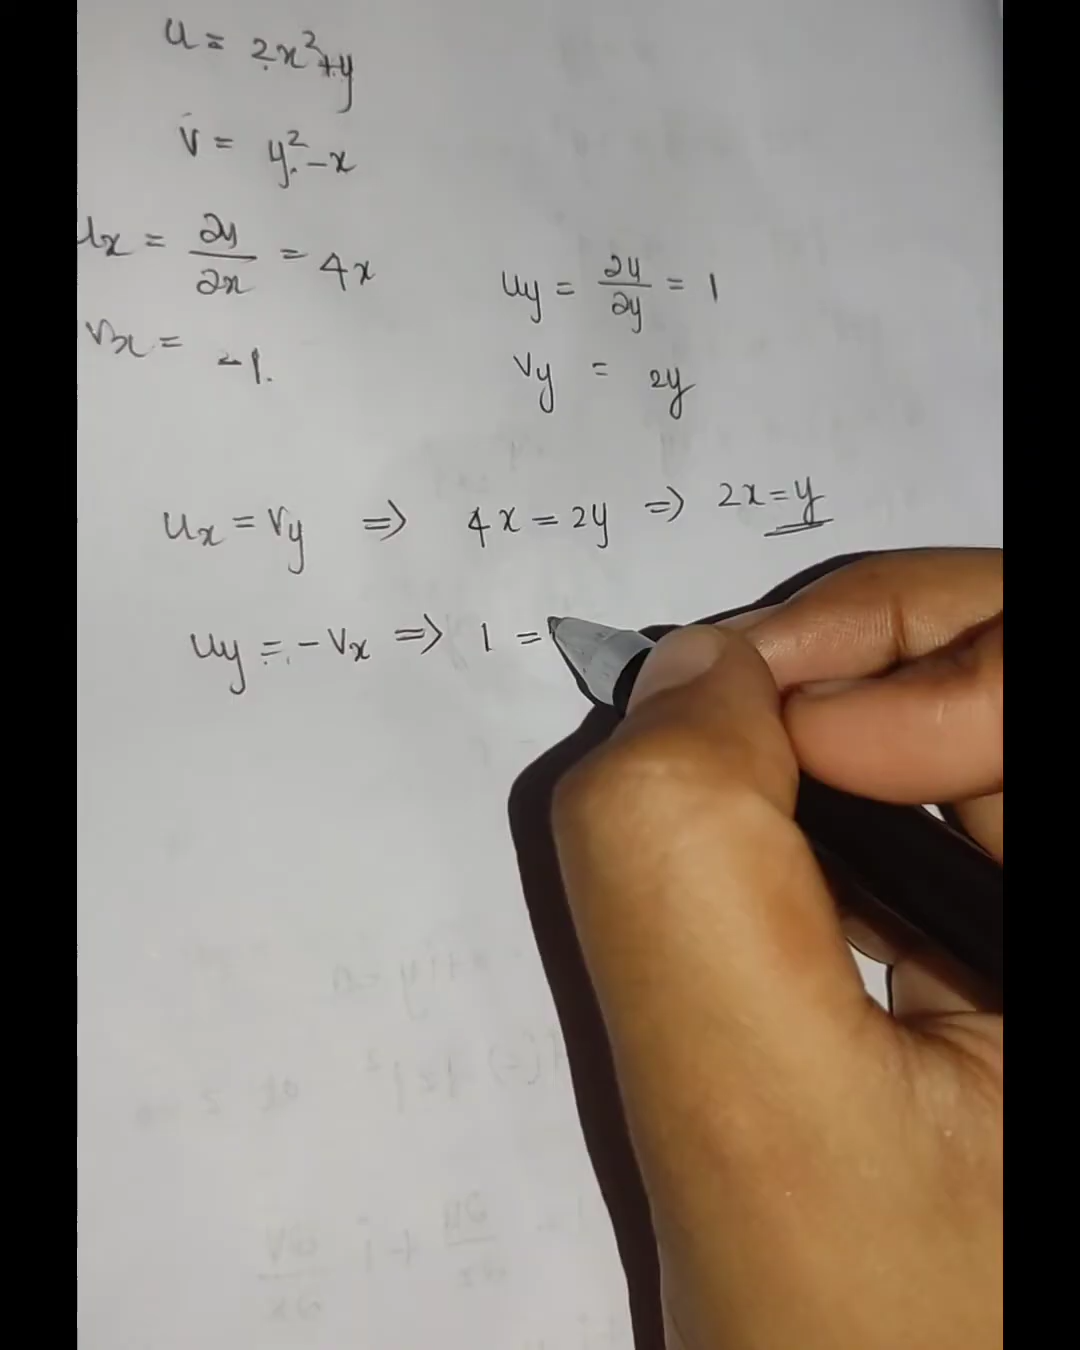 u = 2x²+y
v = y²-x
ux = ∂y/∂x = 4x
uy = ∂u/∂y = 1
vx = -1.
vy = 2y
ux = vy ⇒ 4x = 2y ⇒ 2x = y
uy = -vx ⇒ 1 =